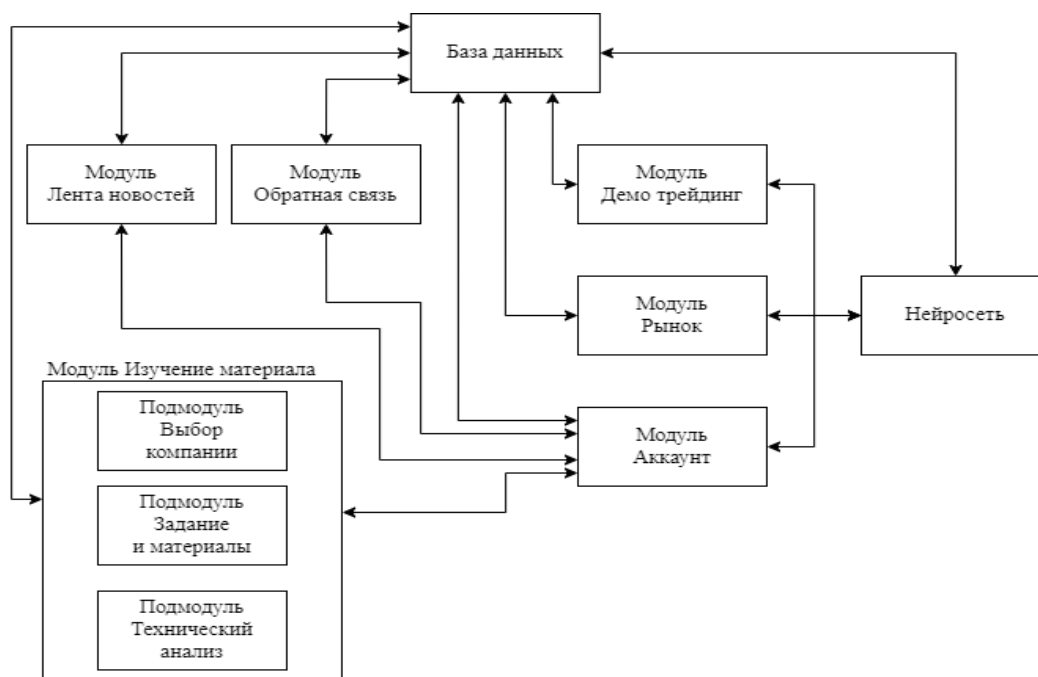 База данных
Модуль
Лента новостей
Модуль
Обратная связь
Модуль
Демо трейдинг
Модуль
Рынок
Нейросеть
Модуль Изучение материала
Подмодуль
Выбор
компании
Модуль
Аккаунт
Подмодуль
Задание
и материалы
Подмодуль
Технический
анализ